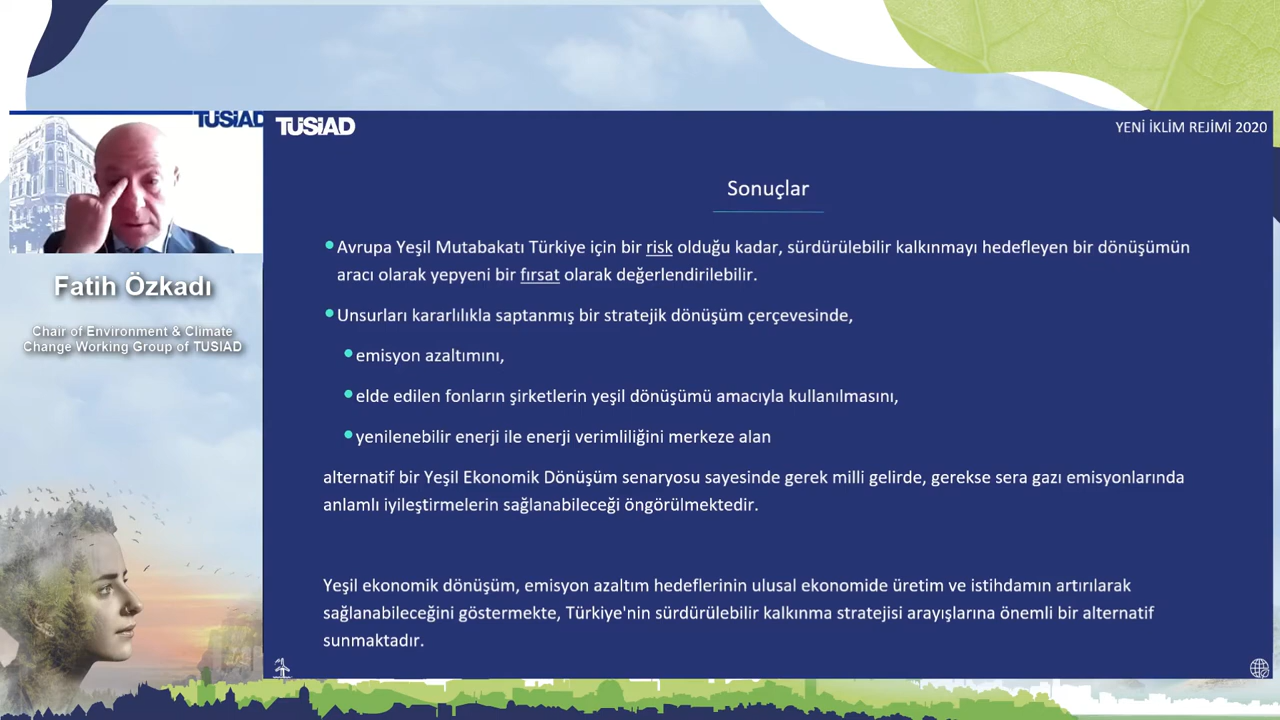 TUSiAD
TUSiAD
YENİ İKLİM REJİMİ 2020
Sonuçlar
Avrupa Yeşil Mutabakatı Türkiye için bir risk olduğu kadar, sürdürülebilir kalkınmayı hedefleyen bir dönüşümün
aracı olarak yepyeni bir fırsat olarak değerlendirilebilir.
Unsurları kararlılıkla saptanmış bir stratejik dönüşüm çerçevesinde,
emisyon azaltımını,
elde edilen fonların şirketlerin yeşil dönüşümü amacıyla kullanılmasını,
yenilenebilir enerji ile enerji verimliliğini merkeze alan
alternatif bir Yeşil Ekonomik Dönüşüm senaryosu sayesinde gerek milli gelirde, gerekse sera gazı emisyonlarında
anlamlı iyileştirmelerin sağlanabileceği öngörülmektedir.
Yeşil ekonomik dönüşüm, emisyon azaltım hedeflerinin ulusal ekonomide üretim ve istihdamın artırılarak
sağlanabileceğini göstermekte, Türkiye'nin sürdürülebilir kalkınma stratejisi arayışlarına önemli bir alternatif
sunmaktadır.
Fatih Özkadı
Chair of Environment & Climate
Change Working Group of TUSIAD